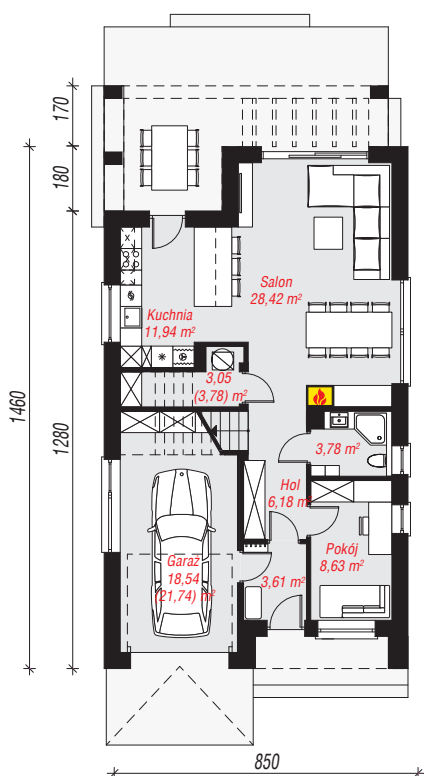 170
180
1460
1280
Salon
28,42 m²
Kuchnia
11,94 m²
3,05
(3,78) m²
3,78 m²
Hol
6,18 m²
Pokój
8,63 m²
Garaż
18,54
(21,74) m²
3,61 m²
850